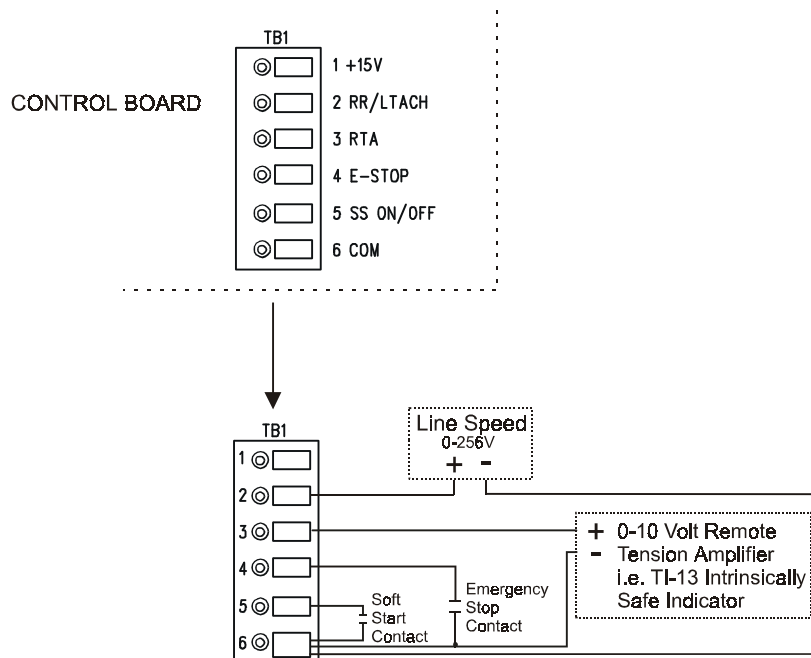 TB1
1 +15V
CONTROL BOARD
2 RR/LTACH
3 RTA
4 E-STOP
5 SS ON/OFF
6 COM
TB1
Line Speed
0-256V
+ -
1
2
3
+ 0-10 Volt Remote
- Tension Amplifier
i.e. TI-13 Intrinsically
Safe Indicator
4
5
Soft
Start
Contact
Emergency
Stop
Contact
6